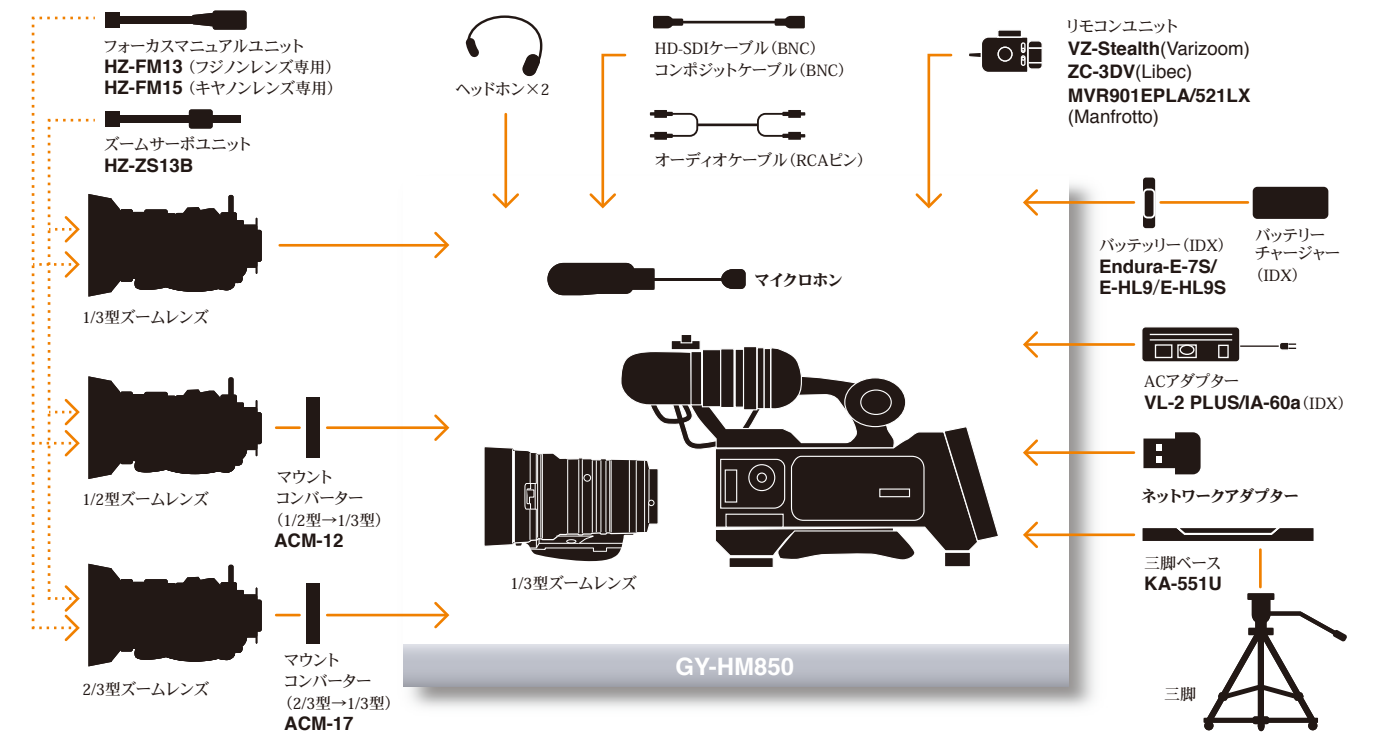 フォーカスマニュアルユニット
HZ-FM13（フジノンレンズ専用）
HZ-FM15（キヤノンレンズ専用）
ズームサーボユニット
HZ-ZS13B
1/3型ズームレンズ
1/2型ズームレンズ
マウント
コンバーター
（1/2型→1/3型）
ACM-12
2/3型ズームレンズ
マウント
コンバーター
（2/3型→1/3型）
ACM-17
ヘッドホン×2
HD-SDIケーブル（BNC）
コンポジットケーブル（BNC）
オーディオケーブル（RCAピン）
マイクロホン
1/3型ズームレンズ
GY-HM850
リモコンユニット
VZ-Stealth(Varizoom)
ZC-3DV(Libec)
MVR901EPLA/521LX
(Manfrotto)
バッテッリー（IDX）
Endura-E-7S/
E-HL9/E-HL9S
バッテリー
チャージャー
（IDX）
ACアダプター
VL-2 PLUS/IA-60a（IDX）
ネットワークアダプター
三脚ベース
KA-551U
三脚